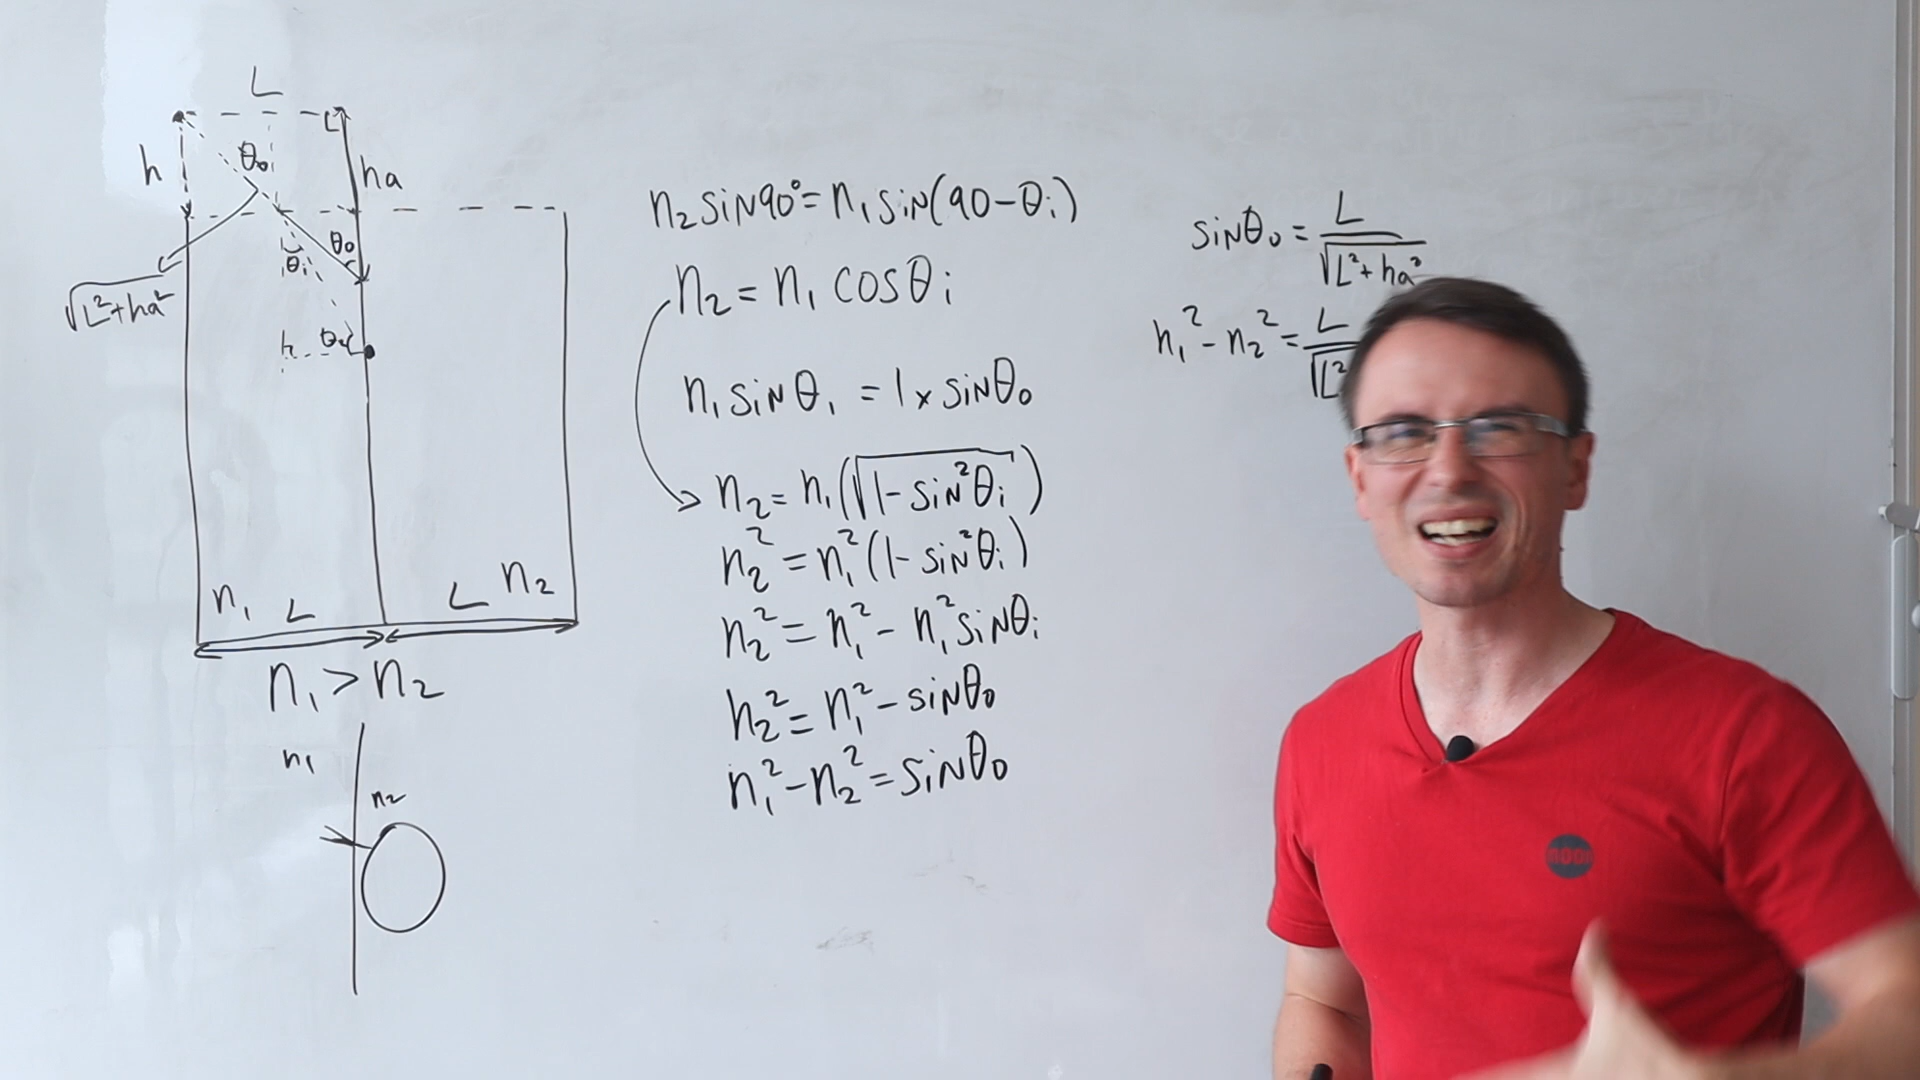 L
h
θ₀
ha
θ₀
θi
√L²+ha²
n₁ L
L n₂
n₁ > n₂
n₁
n₂
n₂ SiN90° = n₁ SiN(90-θi)
n₂ = n₁ COSθi
n₁ SiNθ₁ = 1 × SiNθ₀
n₂ = n₁(√1-SiN²θi)
n₂² = n₁²(1-SiN²θi)
n₂² = n₁² - n₁² SiNθi
n₂² = n₁² - SiNθ₀
n₁² - n₂² = SiNθ₀
SiNθ₀ = L/√L²+ha²
n₁² - n₂² = L/√L²